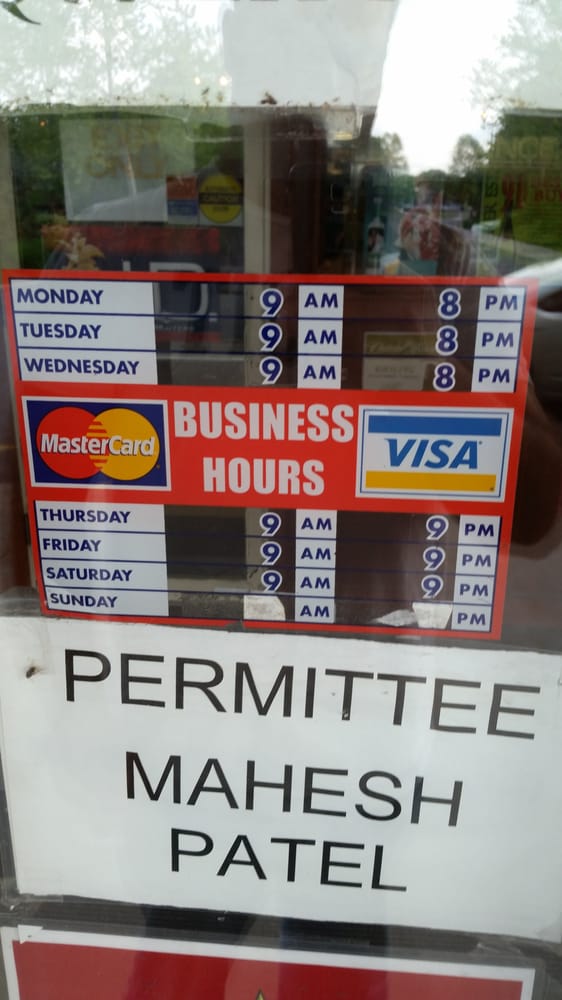 MONDAY 9 AM 8 PM
TUESDAY 9 AM 8 PM
WEDNESDAY 9 AM 8 PM
MasterCard BUSINESS HOURS VISA
THURSDAY 9 AM 9 PM
FRIDAY 9 AM 9 PM
SATURDAY 9 AM 9 PM
SUNDAY AM PM
PERMITTEE
MAHESH
PATEL